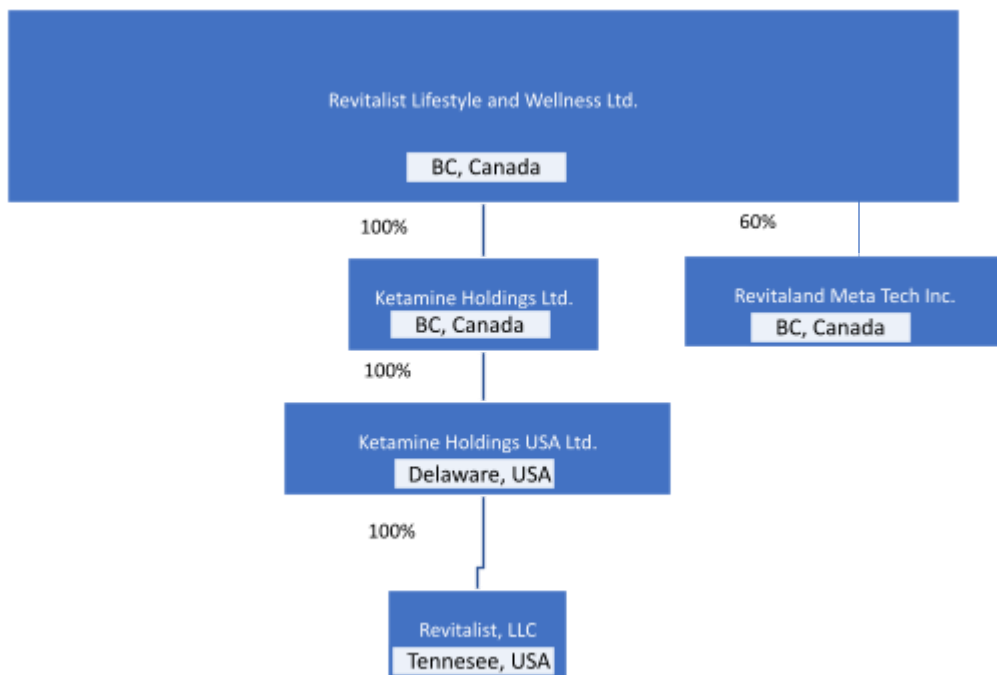 Revitalist Lifestyle and Wellness Ltd.
BC, Canada
100%
60%
Ketamine Holdings Ltd.
BC, Canada
Revitaland Meta Tech Inc.
BC, Canada
100%
Ketamine Holdings USA Ltd.
Delaware, USA
100%
Revitalist, LLC
Tennesee, USA